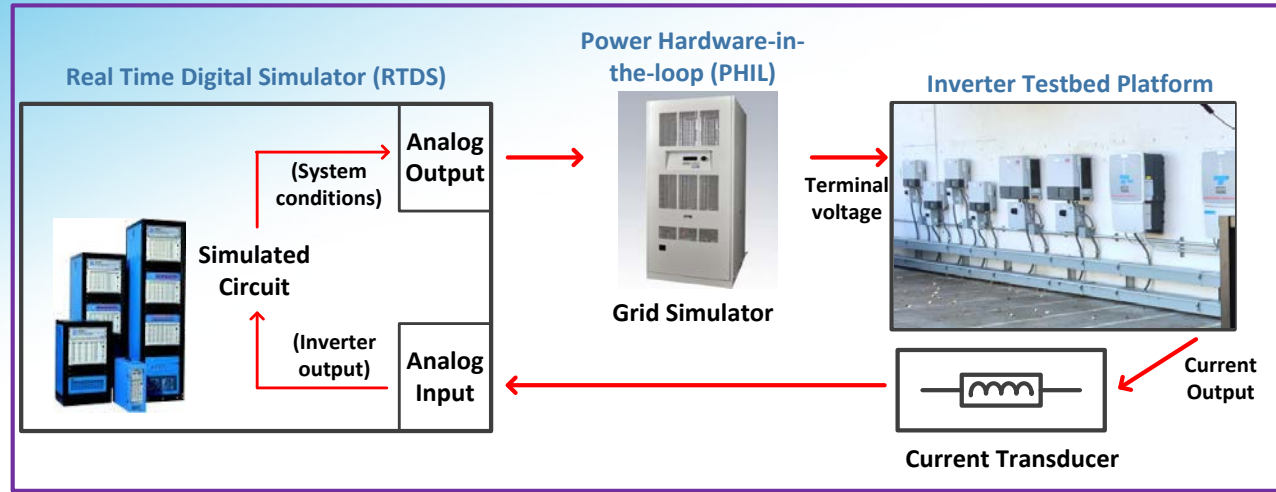 Real Time Digital Simulator (RTDS)
Power Hardware-in-
the-loop (PHIL)
Inverter Testbed Platform
Analog
Output
(System
conditions)
Simulated
Circuit
(Inverter
output)
Analog
Input
Grid Simulator
Terminal
voltage
Current
Output
Current Transducer